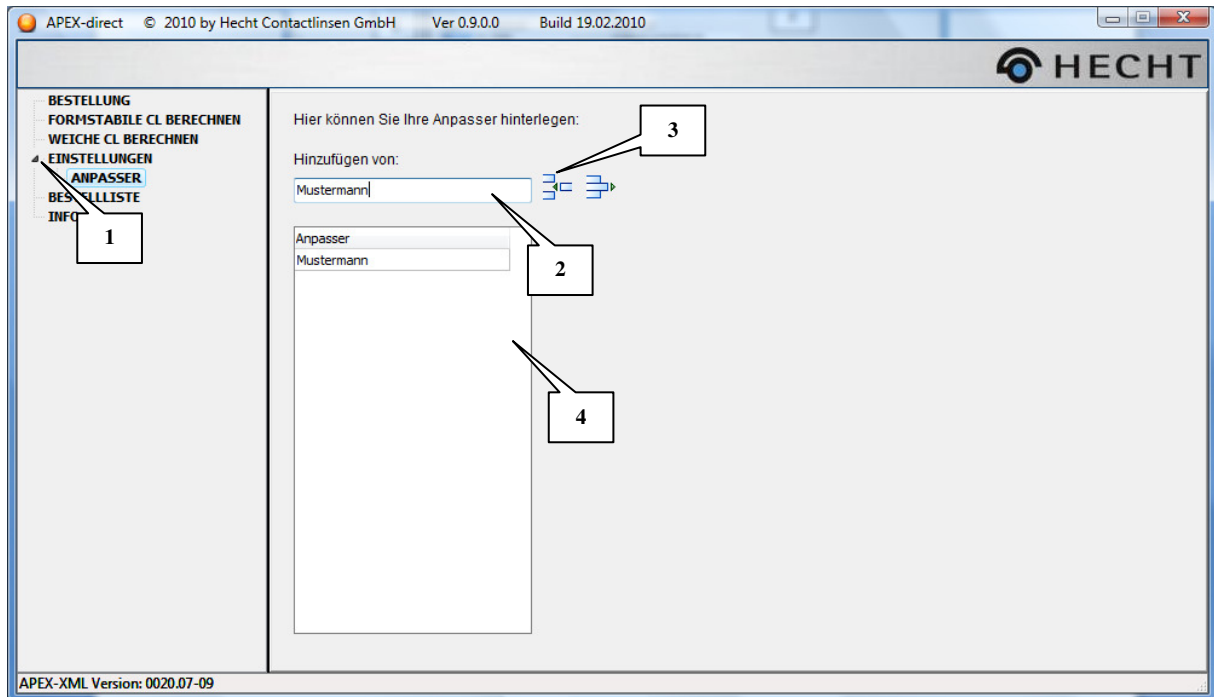 APEX-direct © 2010 by Hecht Contactlinsen GmbH Ver 0.9.0.0 Build 19.02.2010
HECHT
BESTELLUNG
FORMSTABILE CL BERECHNEN
WEICHE CL BERECHNEN
EINSTELLUNGEN
ANPASSER
BESTELLLISTE
INFO
1
Hier können Sie Ihre Anpasser hinterlegen:
3
Hinzufügen von:
Mustermann
2
Anpasser
Mustermann
4
APEX-XML Version: 0020.07-09